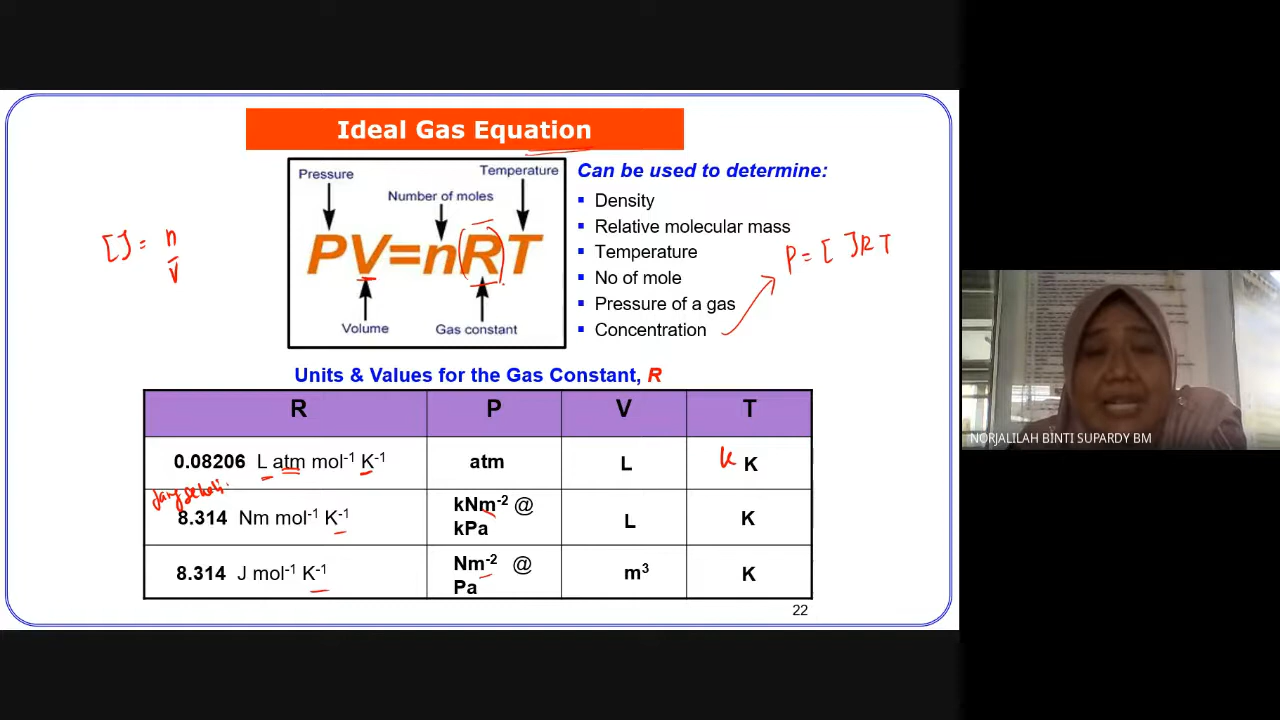 Ideal Gas Equation
Pressure
Temperature
Number of moles
PV=nRT
Volume
Gas constant
[ ] = n
V
Can be used to determine:
▪ Density
▪ Relative molecular mass
▪ Temperature
▪ No of mole
▪ Pressure of a gas
▪ Concentration
P = [ ] R T
Units & Values for the Gas Constant, R
R P V T
0.08206 L atm mol⁻¹ K⁻¹ atm L K K
8.314 Nm mol⁻¹ K⁻¹ kNm⁻² @ kPa L K
8.314 J mol⁻¹ K⁻¹ Nm⁻² @ Pa m³ K
22
NORJALILAH BINTI SUPARDY BM